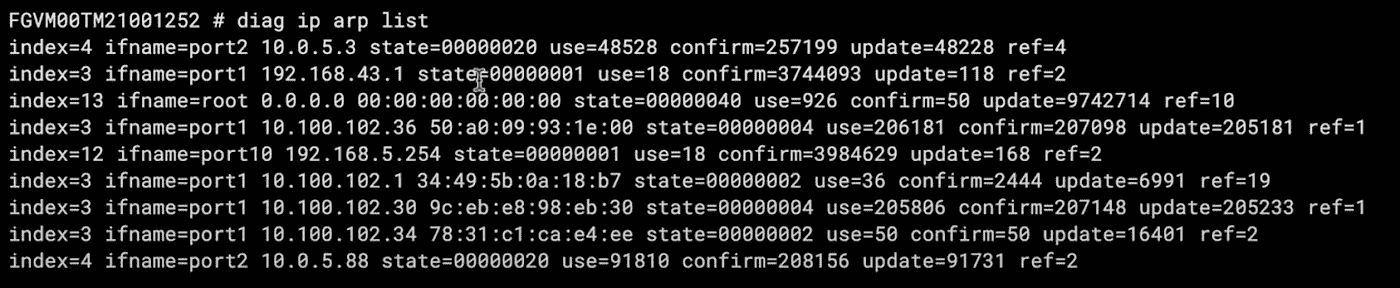 FGVM00TM21001252 # diag ip arp list
index=4 ifname=port2 10.0.5.3 state=00000020 use=48528 confirm=257199 update=48228 ref=4
index=3 ifname=port1 192.168.43.1 state=00000001 use=18 confirm=3744093 update=118 ref=2
index=13 ifname=root 0.0.0.0 00:00:00:00:00:00 state=00000040 use=926 confirm=50 update=9742714 ref=10
index=3 ifname=port1 10.100.102.36 50:a0:09:93:1e:00 state=00000004 use=206181 confirm=207098 update=205181 ref=1
index=12 ifname=port10 192.168.5.254 state=00000001 use=18 confirm=3984629 update=168 ref=2
index=3 ifname=port1 10.100.102.1 34:49:5b:0a:18:b7 state=00000002 use=36 confirm=2444 update=6991 ref=19
index=3 ifname=port1 10.100.102.30 9c:eb:e8:98:eb:30 state=00000004 use=205806 confirm=207148 update=205233 ref=1
index=3 ifname=port1 10.100.102.34 78:31:c1:ca:e4:ee state=00000002 use=50 confirm=50 update=16401 ref=2
index=4 ifname=port2 10.0.5.88 state=00000020 use=91810 confirm=208156 update=91731 ref=2